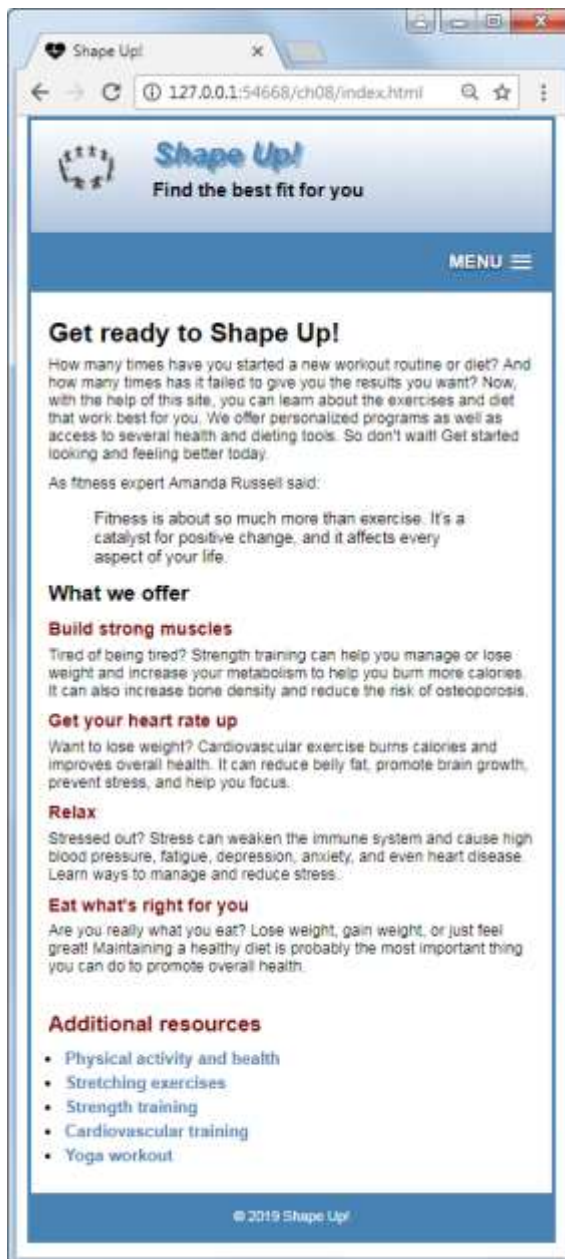 Shape Up!
127.0.0.1:54668/ch08/index.html
Shape Up!
Find the best fit for you
MENU
Get ready to Shape Up!
How many times have you started a new workout routine or diet? And
how many times has it failed to give you the results you want? Now,
with the help of this site, you can learn about the exercises and diet
that work best for you. We offer personalized programs as well as
access to several health and dieting tools. So don't wait! Get started
looking and feeling better today.
As fitness expert Amanda Russell said:
Fitness is about so much more than exercise. It's a
catalyst for positive change, and it affects every
aspect of your life.
What we offer
Build strong muscles
Tired of being tired? Strength training can help you manage or lose
weight and increase your metabolism to help you burn more calories.
It can also increase bone density and reduce the risk of osteoporosis.
Get your heart rate up
Want to lose weight? Cardiovascular exercise burns calories and
improves overall health. It can reduce belly fat, promote brain growth,
prevent stress, and help you focus.
Relax
Stressed out? Stress can weaken the immune system and cause high
blood pressure, fatigue, depression, anxiety, and even heart disease.
Learn ways to manage and reduce stress.
Eat what's right for you
Are you really what you eat? Lose weight, gain weight, or just feel
great! Maintaining a healthy diet is probably the most important thing
you can do to promote overall health.
Additional resources
• Physical activity and health
• Stretching exercises
• Strength training
• Cardiovascular training
• Yoga workout
© 2019 Shape Up!